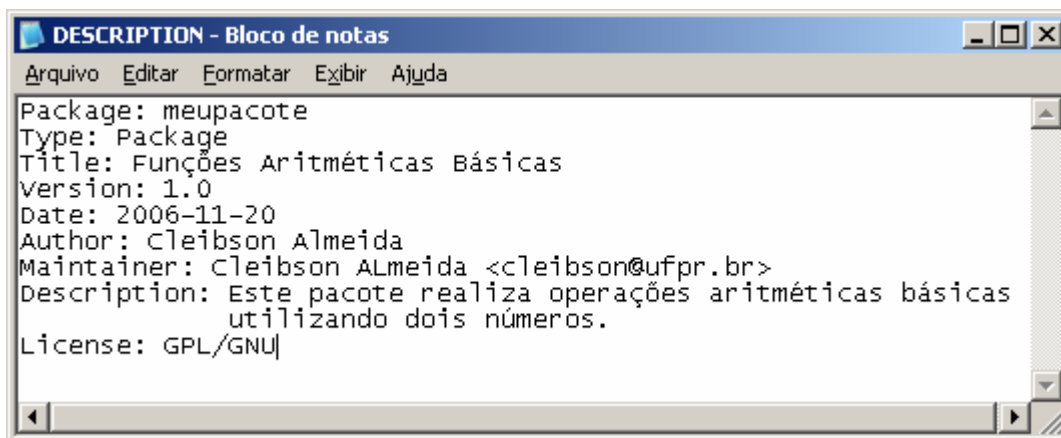 DESCRIPTION - Bloco de notas
Arquivo Editar Formatar Exibir Ajuda
Package: meupacote
Type: Package
Title: Funções Aritméticas Básicas
Version: 1.0
Date: 2006-11-20
Author: Cleibson Almeida
Maintainer: Cleibson ALmeida <cleibson@ufpr.br>
Description: Este pacote realiza operações aritméticas básicas
utilizando dois números.
License: GPL/GNU